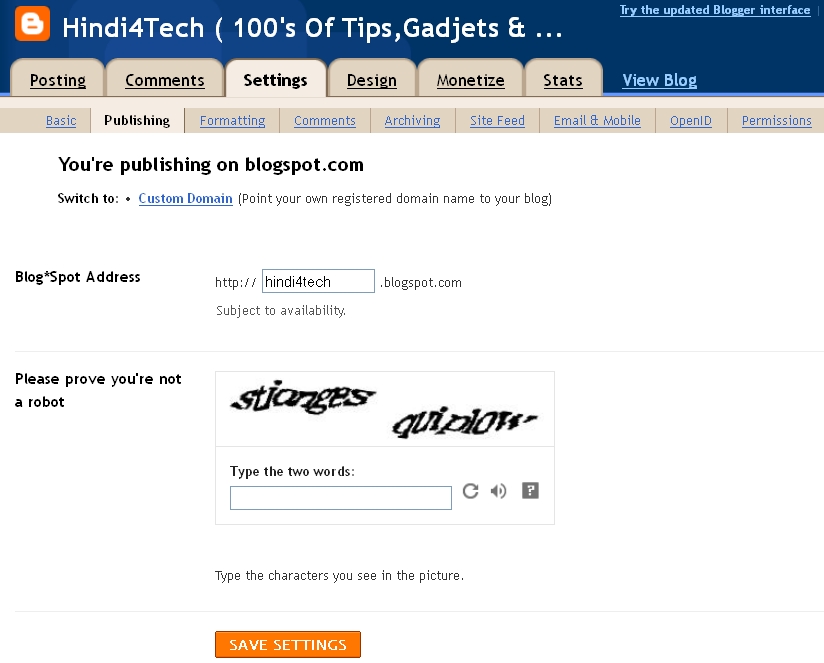 Try the updated Blogger interface
Hindi4Tech ( 100's Of Tips,Gadjets & ...
Posting Comments Settings Design Monetize Stats View Blog
Basic Publishing Formatting Comments Archiving Site Feed Email & Mobile OpenID Permissions
You're publishing on blogspot.com
Switch to: • Custom Domain (Point your own registered domain name to your blog)
Blog*Spot Address
http:// hindi4tech .blogspot.com
Subject to availability.
Please prove you're not
a robot
Type the two words:
?
Type the characters you see in the picture.
SAVE SETTINGS